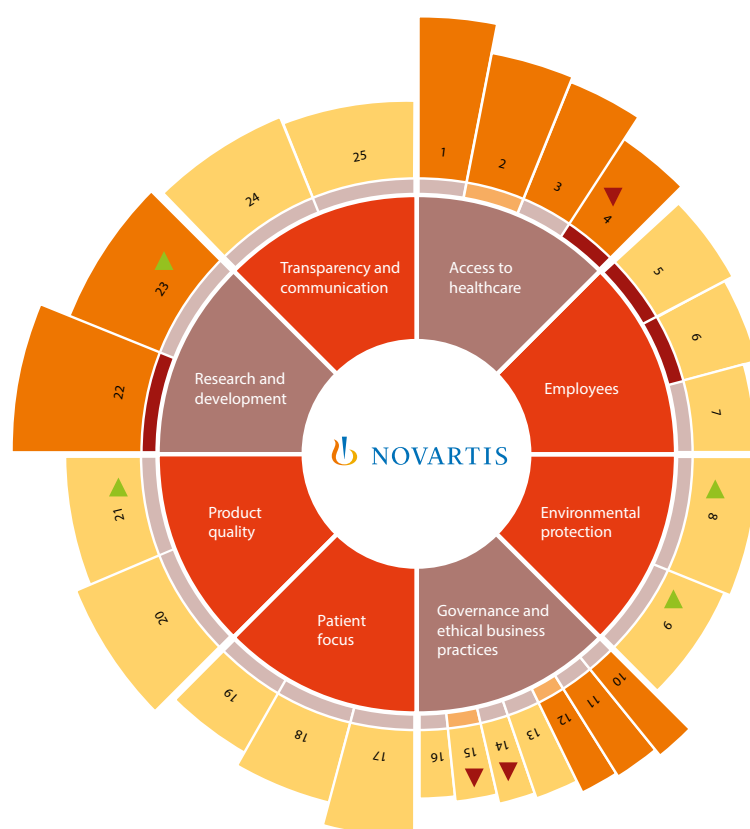 1
2
3
4
5
6
7
8
9
10
11
12
13
14
15
16
17
18
19
20
21
22
23
24
25
Transparency and
communication
Access to
healthcare
Employees
Environmental
protection
Governance and
ethical business
practices
Patient
focus
Product
quality
Research and
development
NOVARTIS